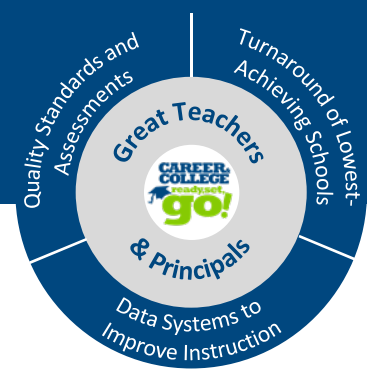 Quality Standards and
Assessments
Turnaround of Lowest-
Achieving Schools
Great Teachers
CAREER &
COLLEGE
ready, set,
go!
& Principals
Data Systems to
Improve Instruction